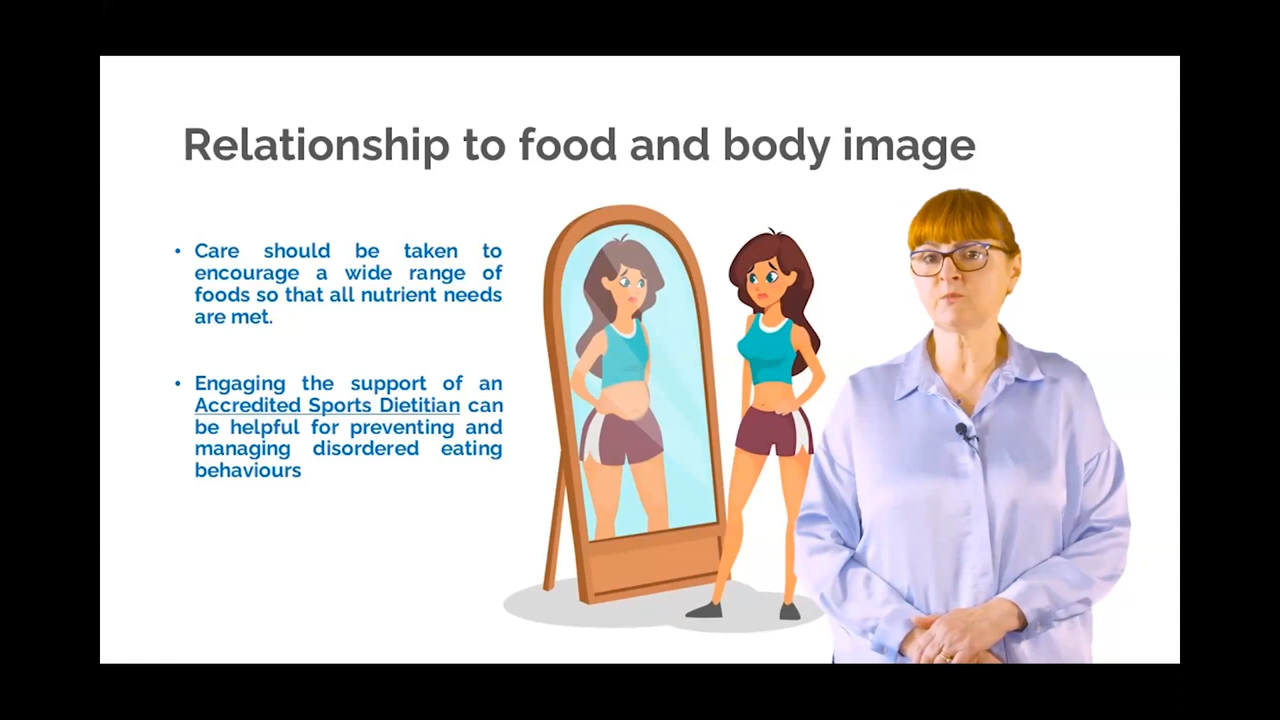 Relationship to food and body image
• Care should be taken to
encourage a wide range of
foods so that all nutrient needs
are met.
• Engaging the support of an
Accredited Sports Dietitian can
be helpful for preventing and
managing disordered eating
behaviours